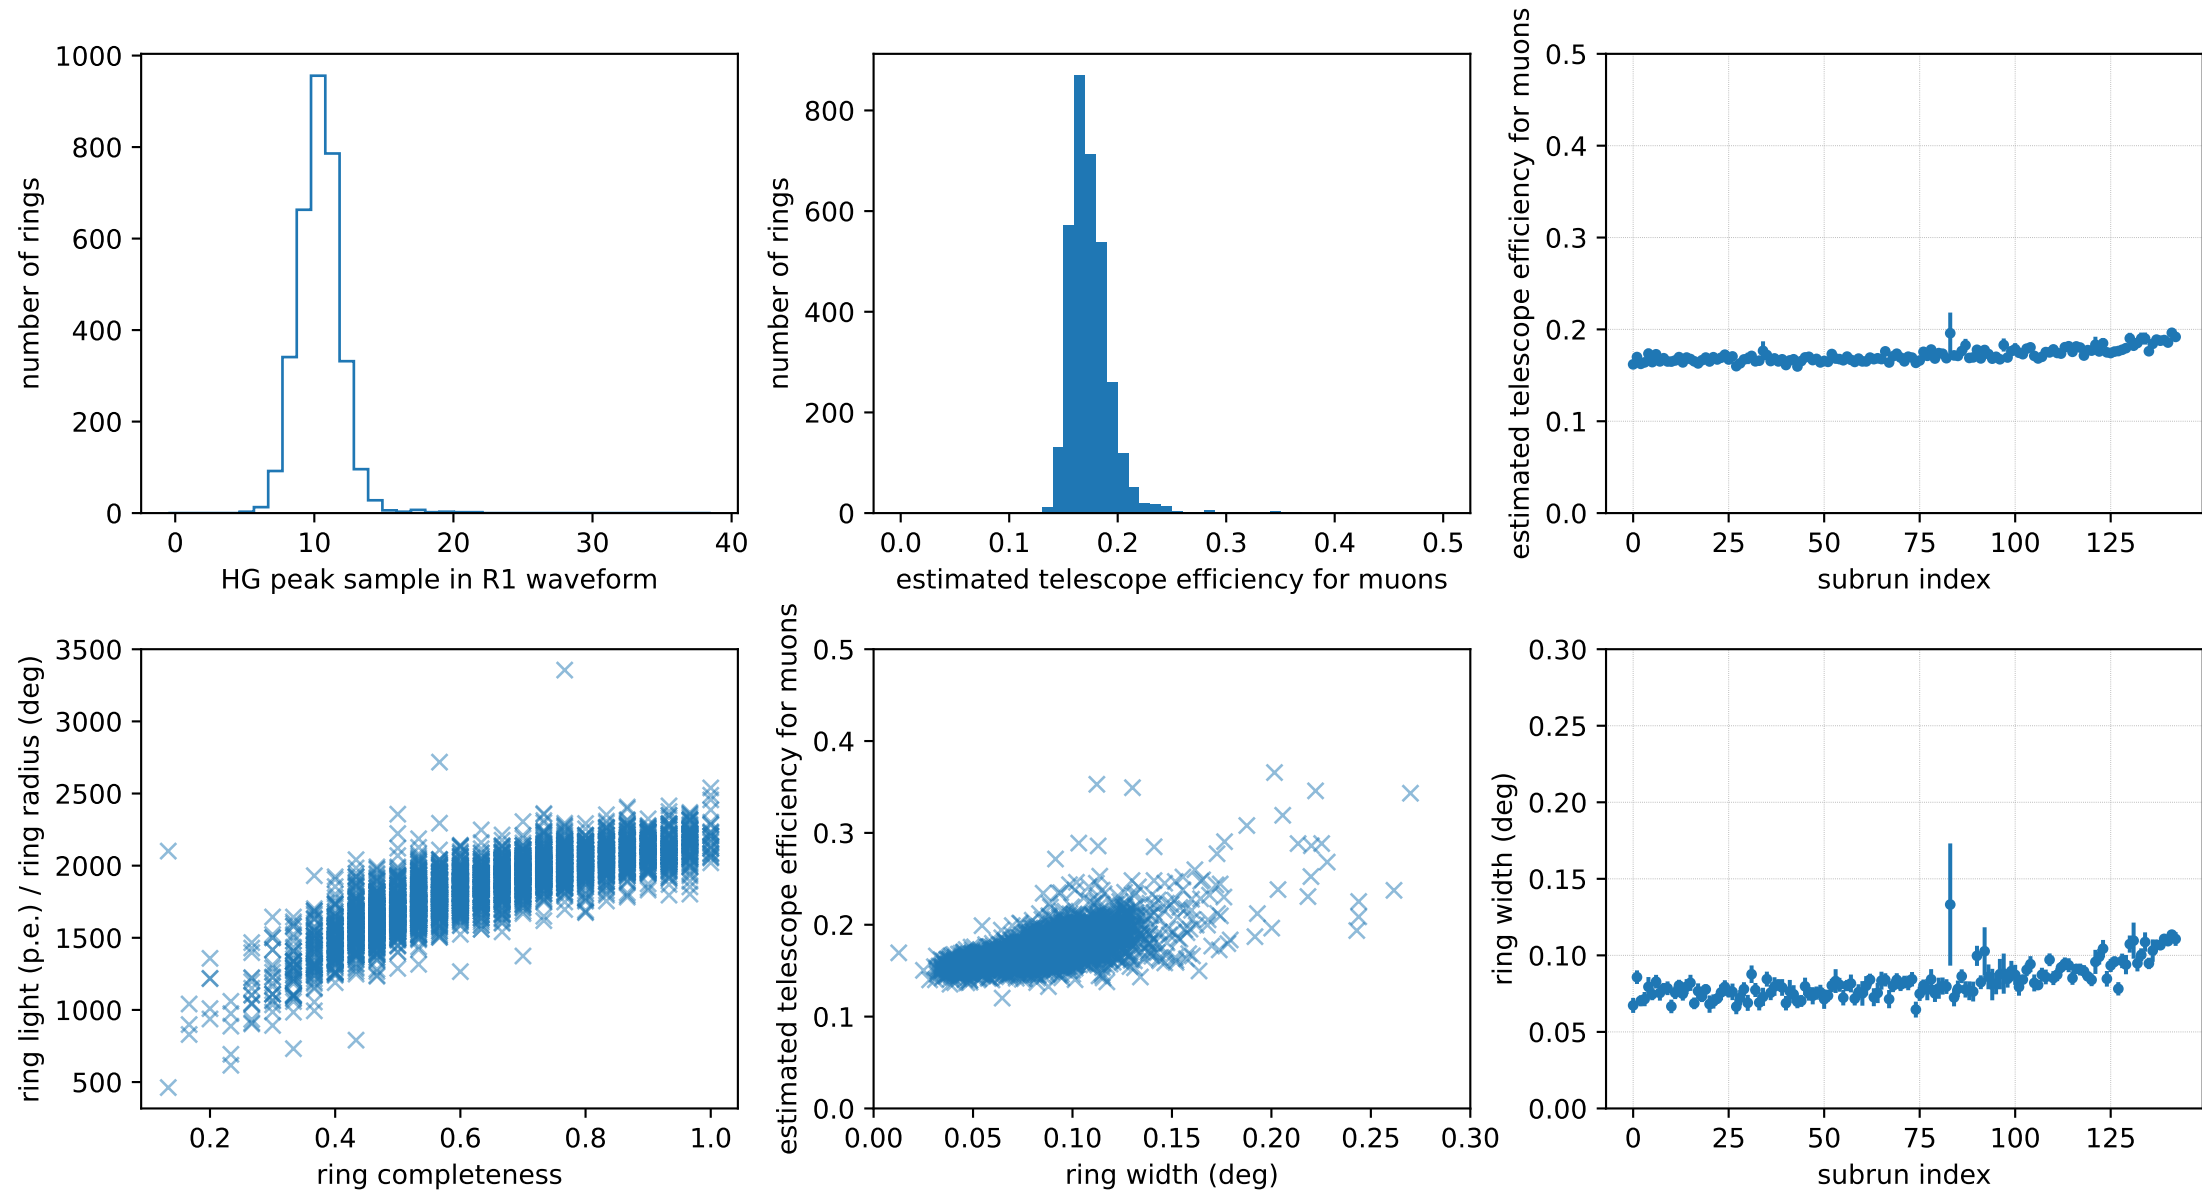 1000
800
600
400
200
0
number of rings
0 10 20 30 40
HG peak sample in R1 waveform
800
600
400
200
0
number of rings
0.0 0.1 0.2 0.3 0.4 0.5
estimated telescope efficiency for muons
0.5
0.4
0.3
0.2
0.1
0.0
estimated telescope efficiency for muons
0 25 50 75 100 125
subrun index
3500
3000
2500
2000
1500
1000
500
ring light (p.e.) / ring radius (deg)
0.2 0.4 0.6 0.8 1.0
ring completeness
0.5
0.4
0.3
0.2
0.1
0.0
estimated telescope efficiency for muons
0.00 0.05 0.10 0.15 0.20 0.25 0.30
ring width (deg)
0.30
0.25
0.20
0.15
0.10
0.05
0.00
ring width (deg)
0 25 50 75 100 125
subrun index